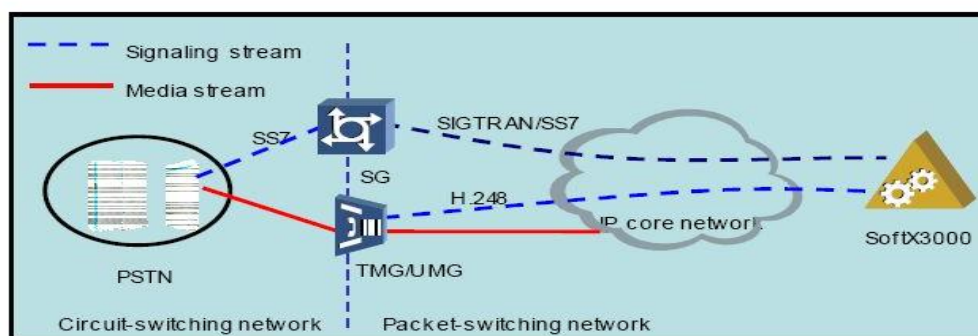 Signaling stream
Media stream
SS7
SIGTRAN/SS7
SG
H.248
IP core network
SoftX3000
TMG/UMG
PSTN
Circuit-switching network
Packet-switching network